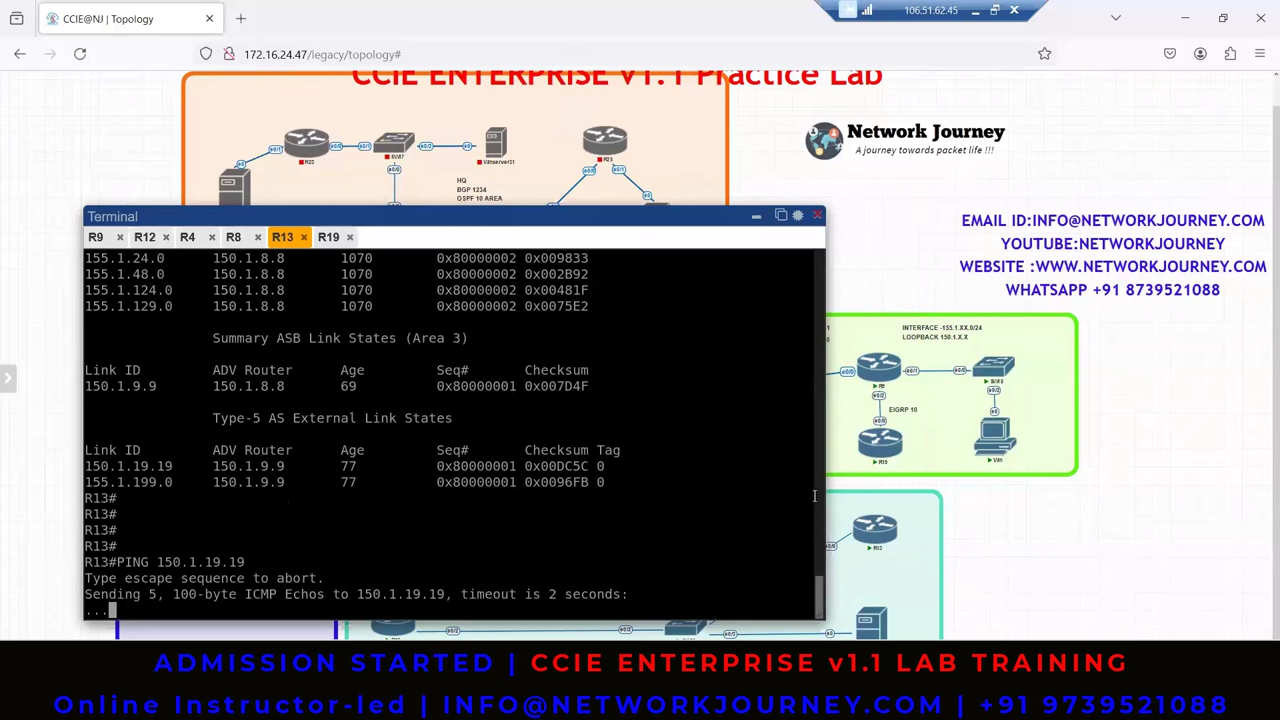 CCIE@NJ | Topology
106.51.62.45
172.16.24.47/legacy/topology#
CCIE ENTERPRISE v1.1 Practice Lab
Network Journey
A journey towards packet life !!!
HQ
BGP 1234
OSPF 10 AREA
EMAIL ID:INFO@NETWORKJOURNEY.COM
YOUTUBE:NETWORKJOURNEY
WEBSITE :WWW.NETWORKJOURNEY.COM
WHATSAPP +91 8739521088
INTERFACE -155.1.XX.0/24
LOOPBACK 150.1.X.X
EIGRP 10
Terminal
R9 R12 R4 R8 R13 R19
155.1.24.0 150.1.8.8 1070 0x80000002 0x009833
155.1.48.0 150.1.8.8 1070 0x80000002 0x002B92
155.1.124.0 150.1.8.8 1070 0x80000002 0x00481F
155.1.129.0 150.1.8.8 1070 0x80000002 0x0075E2
Summary ASB Link States (Area 3)
Link ID ADV Router Age Seq# Checksum
150.1.9.9 150.1.8.8 69 0x80000001 0x007D4F
Type-5 AS External Link States
Link ID ADV Router Age Seq# Checksum Tag
150.1.19.19 150.1.9.9 77 0x80000001 0x00DC5C 0
155.1.199.0 150.1.9.9 77 0x80000001 0x0096FB 0
R13#
R13#
R13#
R13#
R13#PING 150.1.19.19
Type escape sequence to abort.
Sending 5, 100-byte ICMP Echos to 150.1.19.19, timeout is 2 seconds:
...
ADMISSION STARTED | CCIE ENTERPRISE v1.1 LAB TRAINING
Online Instructor-led | INFO@NETWORKJOURNEY.COM | +91 9739521088